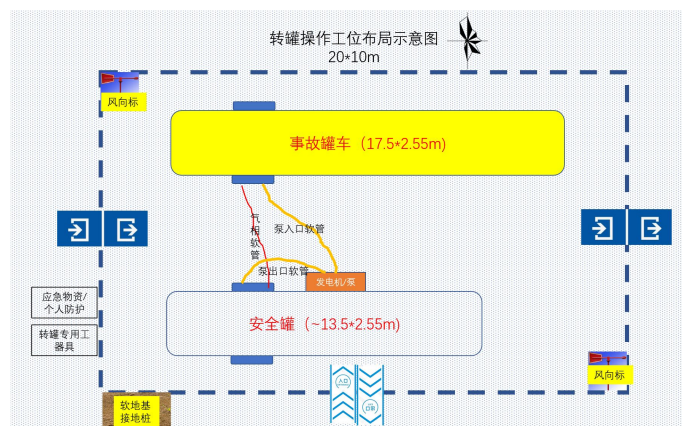 转罐操作工位布局示意图
20*10m
风向标
事故罐车（17.5*2.55m)
气相软管
泵入口软管
泵出口软管
发电机/泵
应急物资/
个人防护
安全罐（~13.5*2.55m)
转罐专用工
器具
风向标
入口
软地基
接地桩